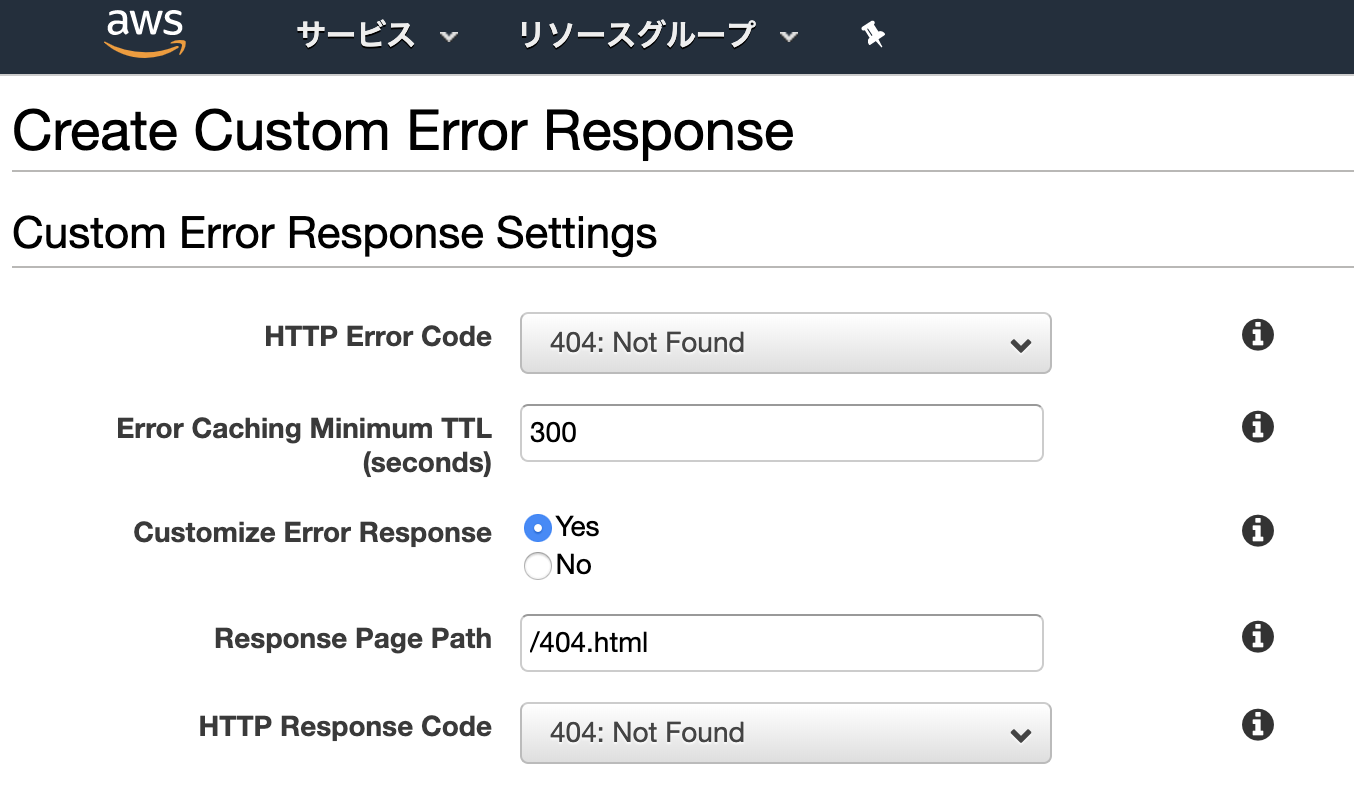 aws サービス リソースグループ
Create Custom Error Response
Custom Error Response Settings
HTTP Error Code 404: Not Found
Error Caching Minimum TTL 300
(seconds)
Customize Error Response Yes
No
Response Page Path /404.html
HTTP Response Code 404: Not Found